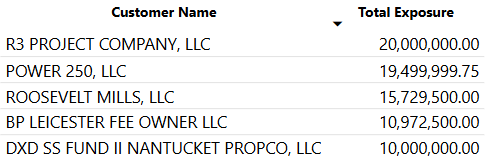 Customer Name Total Exposure
R3 PROJECT COMPANY, LLC 20,000,000.00
POWER 250, LLC 19,499,999.75
ROOSEVELT MILLS, LLC 15,729,500.00
BP LEICESTER FEE OWNER LLC 10,972,500.00
DXD SS FUND II NANTUCKET PROPCO, LLC 10,000,000.00